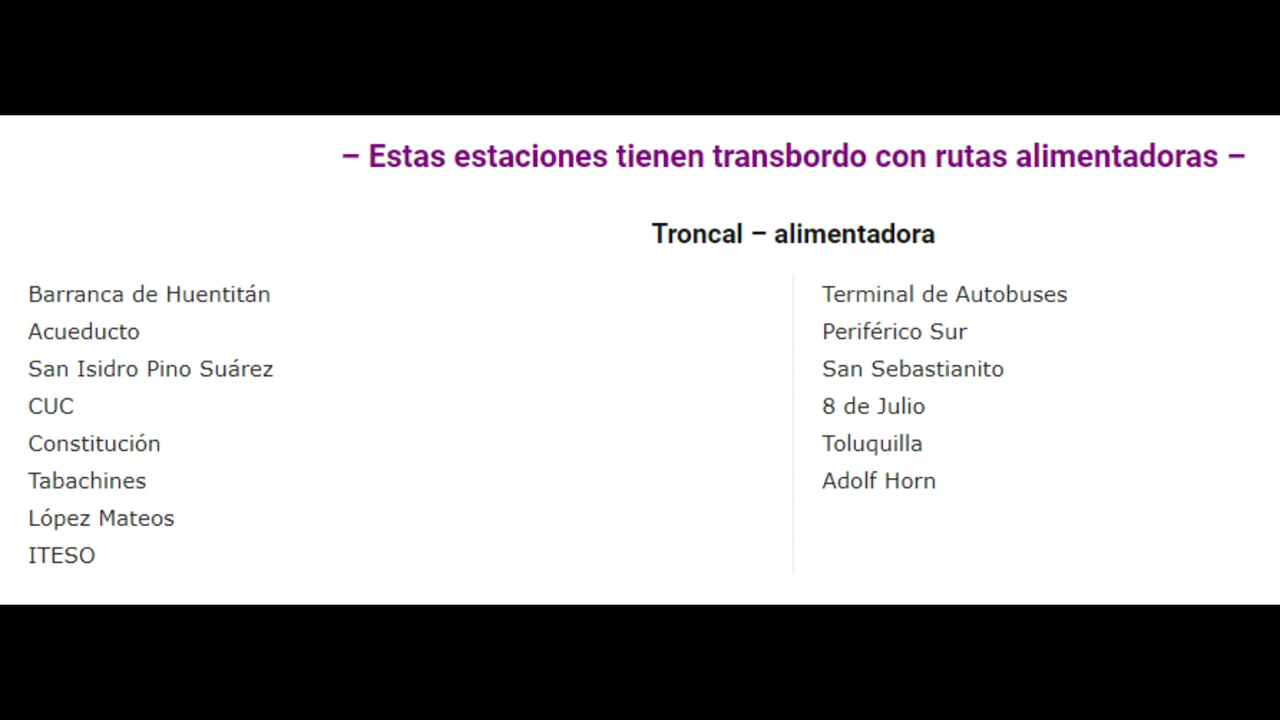 – Estas estaciones tienen transbordo con rutas alimentadoras –
Troncal – alimentadora
Barranca de Huentitán
Acueducto
San Isidro Pino Suárez
CUC
Constitución
Tabachines
López Mateos
ITESO
Terminal de Autobuses
Periférico Sur
San Sebastianito
8 de Julio
Toluquilla
Adolf Horn